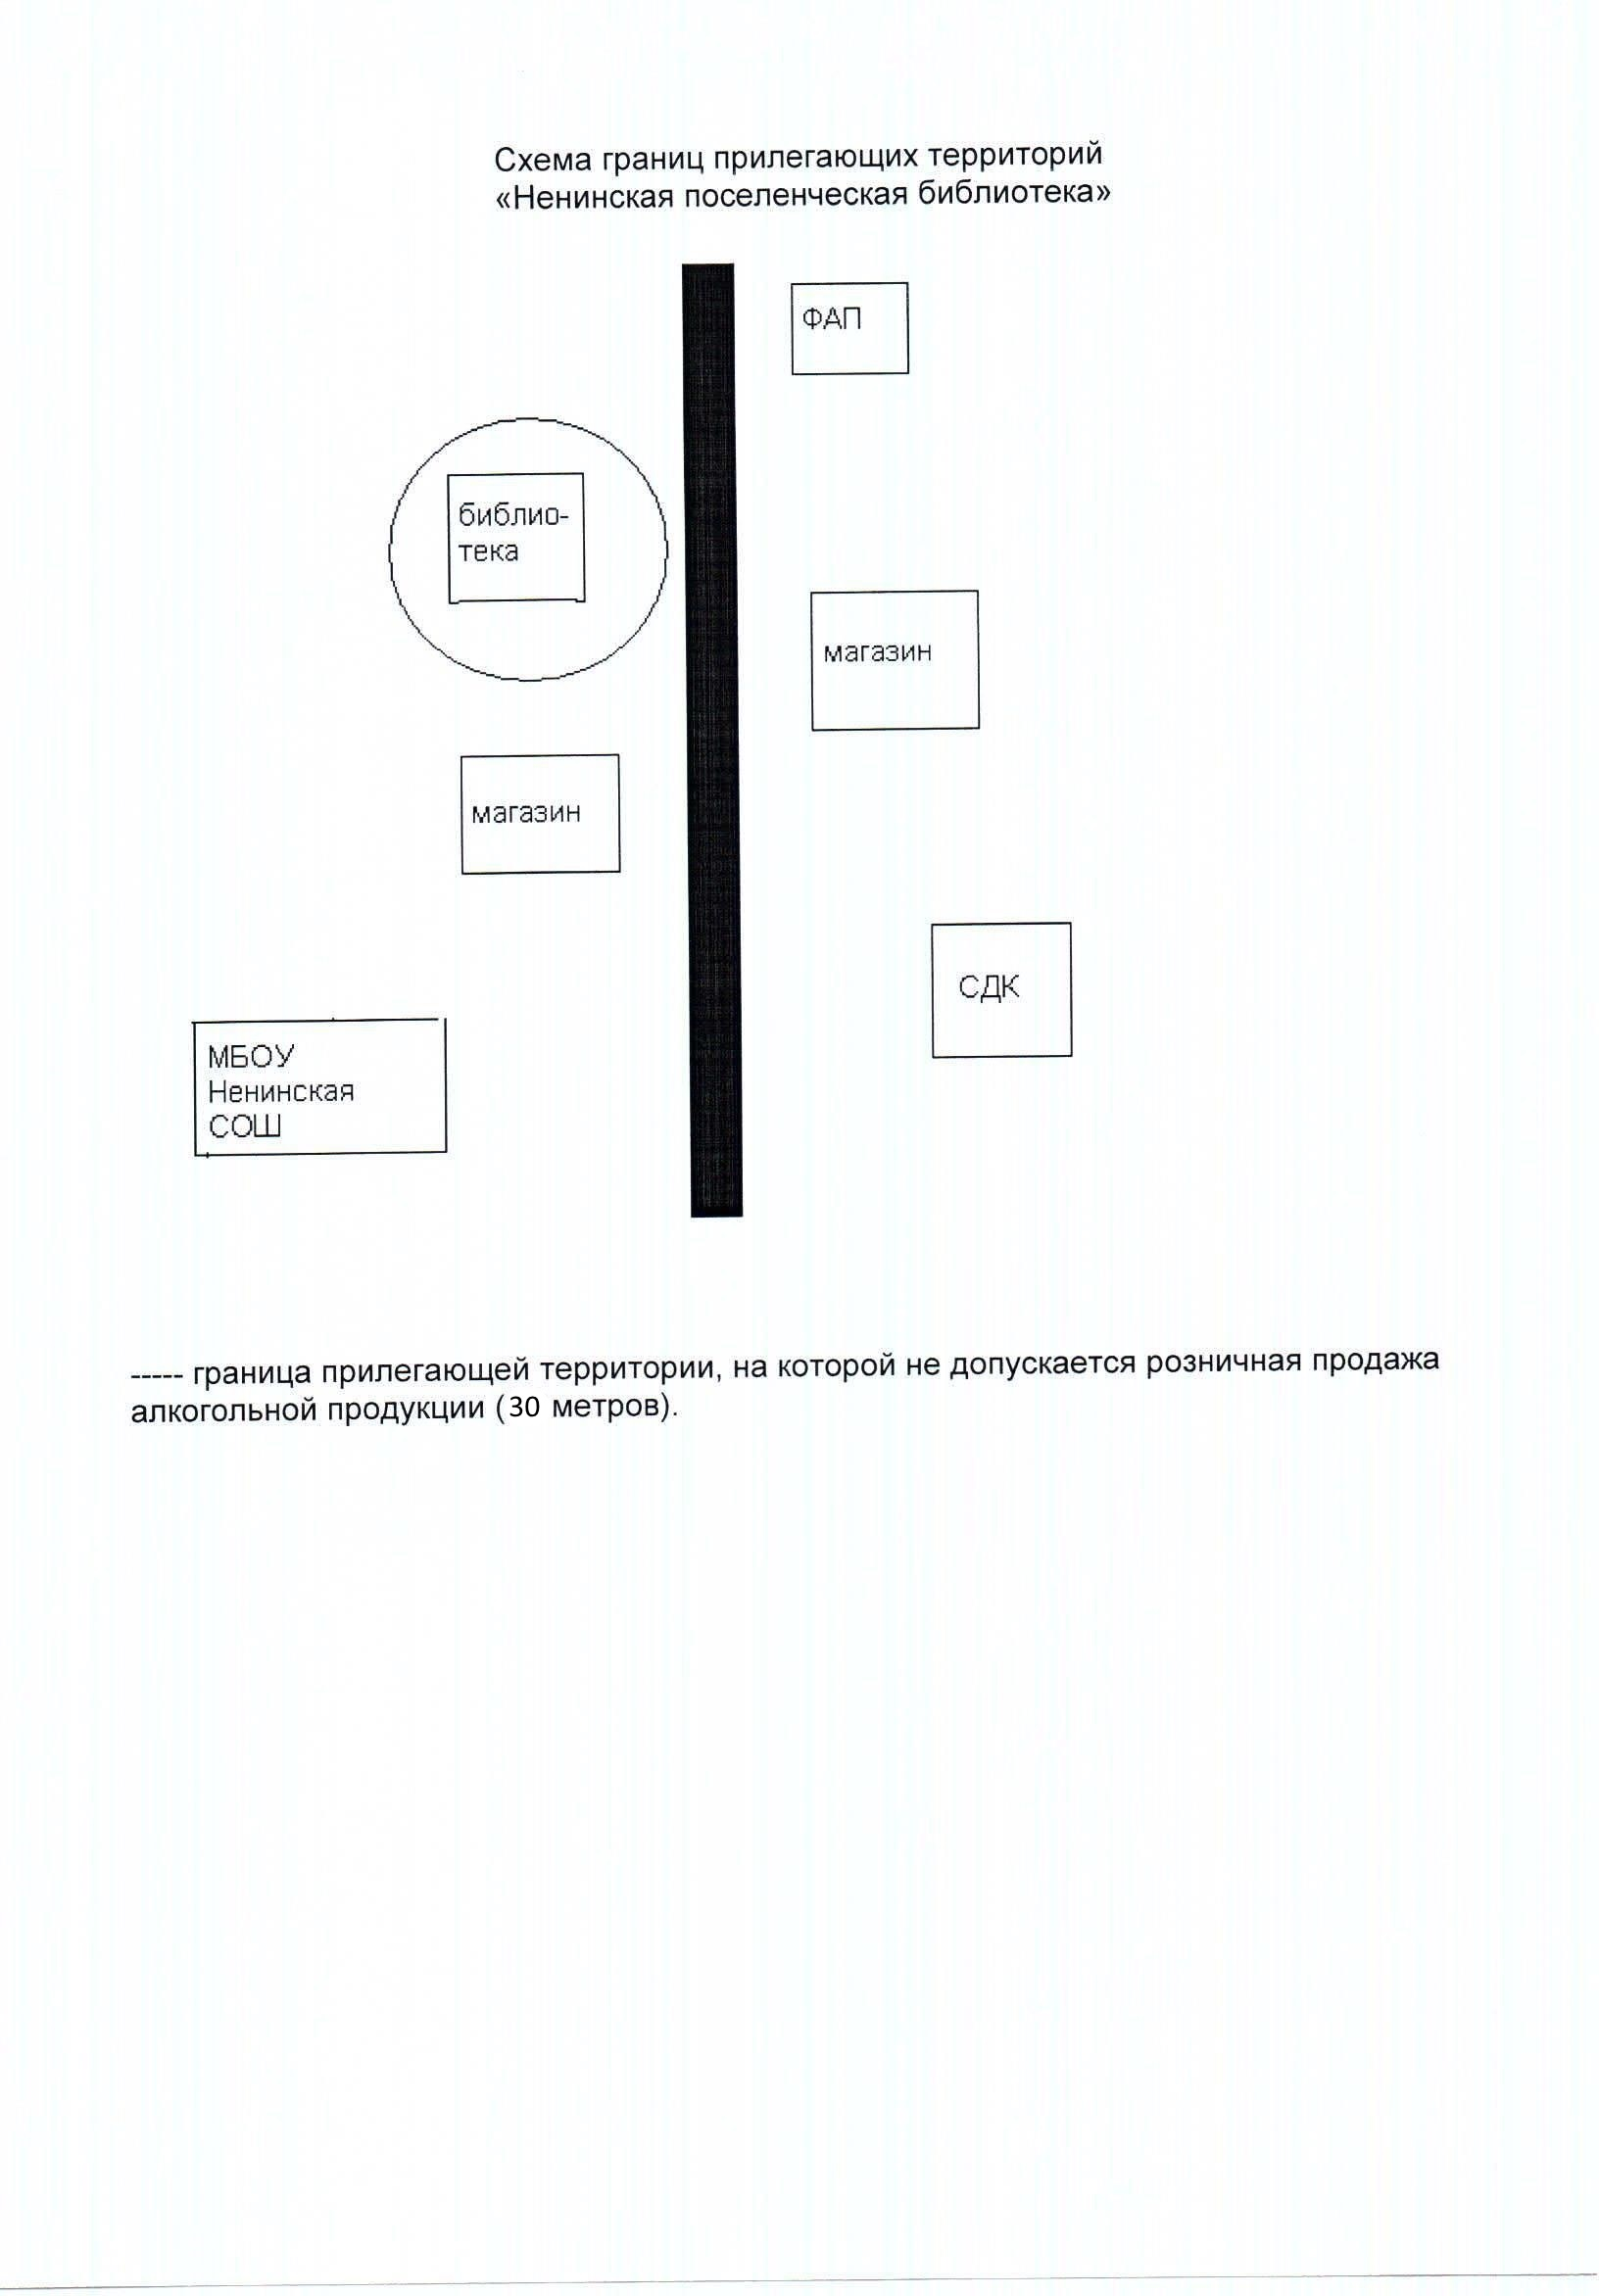 Схема границ прилегающих территорий
«Ненинская поселенческая библиотека»
ФАП
библио-
тека
магазин
магазин
СДК
МБОУ
Ненинская
СОШ
----- граница прилегающей территории, на которой не допускается розничная продажа
алкогольной продукции (30 метров).